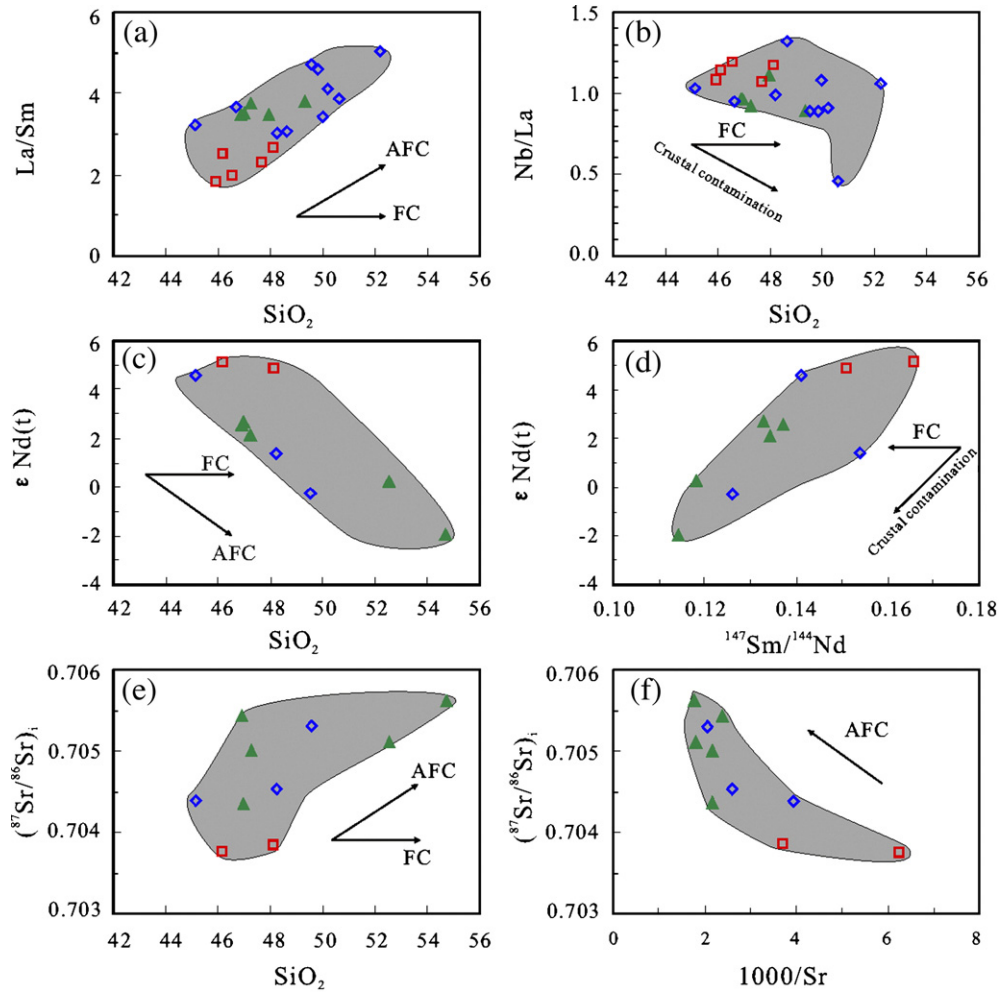 (a)
La/Sm
6
4
2
0
AFC
FC
42 44 46 48 50 52 54 56
SiO₂
(b)
Nb/La
1.5
1.0
0.5
0.0
FC
Crustal contamination
42 44 46 48 50 52 54 56
SiO₂
(c)
ε Nd(t)
6
4
2
0
-2
-4
FC
AFC
42 44 46 48 50 52 54 56
SiO₂
(d)
ε Nd(t)
6
4
2
0
-2
-4
FC
Crustal contamination
0.10 0.12 0.14 0.16 0.18
¹⁴⁷Sm/¹⁴⁴Nd
(e)
(⁸⁷Sr/⁸⁶Sr)ᵢ
0.706
0.705
0.704
0.703
AFC
FC
42 44 46 48 50 52 54 56
SiO₂
(f)
(⁸⁷Sr/⁸⁶Sr)ᵢ
0.706
0.705
0.704
0.703
AFC
0 2 4 6 8
1000/Sr